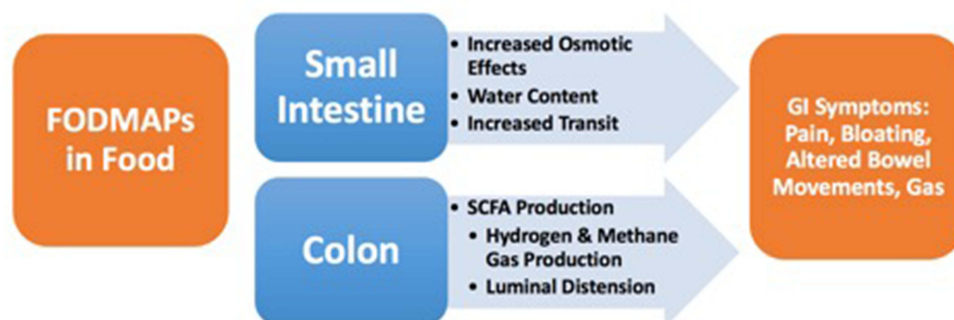 FODMAPs
in Food
Small
Intestine
• Increased Osmotic
Effects
• Water Content
• Increased Transit
Colon
• SCFA Production
• Hydrogen & Methane
Gas Production
• Luminal Distension
GI Symptoms:
Pain, Bloating,
Altered Bowel
Movements, Gas